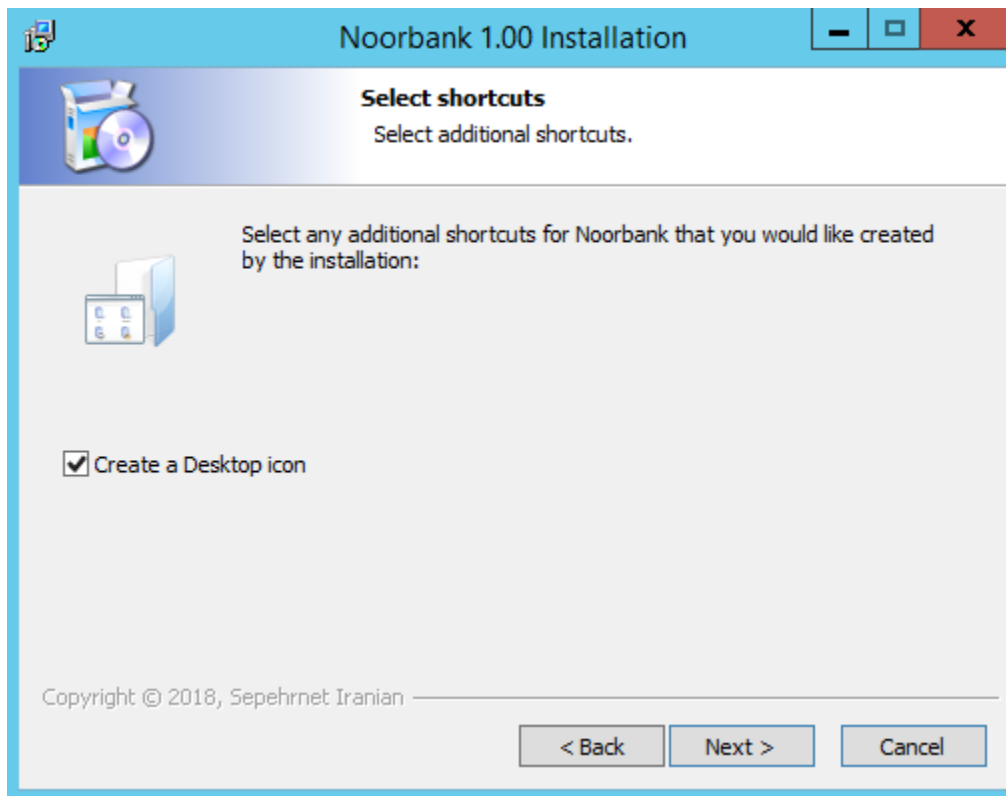 Noorbank 1.00 Installation
Select shortcuts
Select additional shortcuts.
Select any additional shortcuts for Noorbank that you would like created
by the installation:
Create a Desktop icon
Copyright © 2018, Sepehrnet Iranian
< Back Next > Cancel